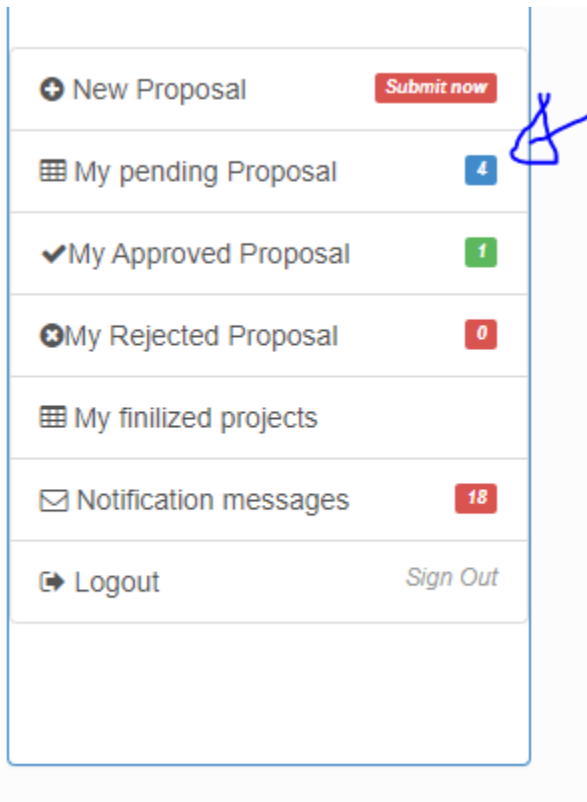 New Proposal Submit now
My pending Proposal 4
My Approved Proposal 1
My Rejected Proposal 0
My finilized projects
Notification messages 18
Logout Sign Out